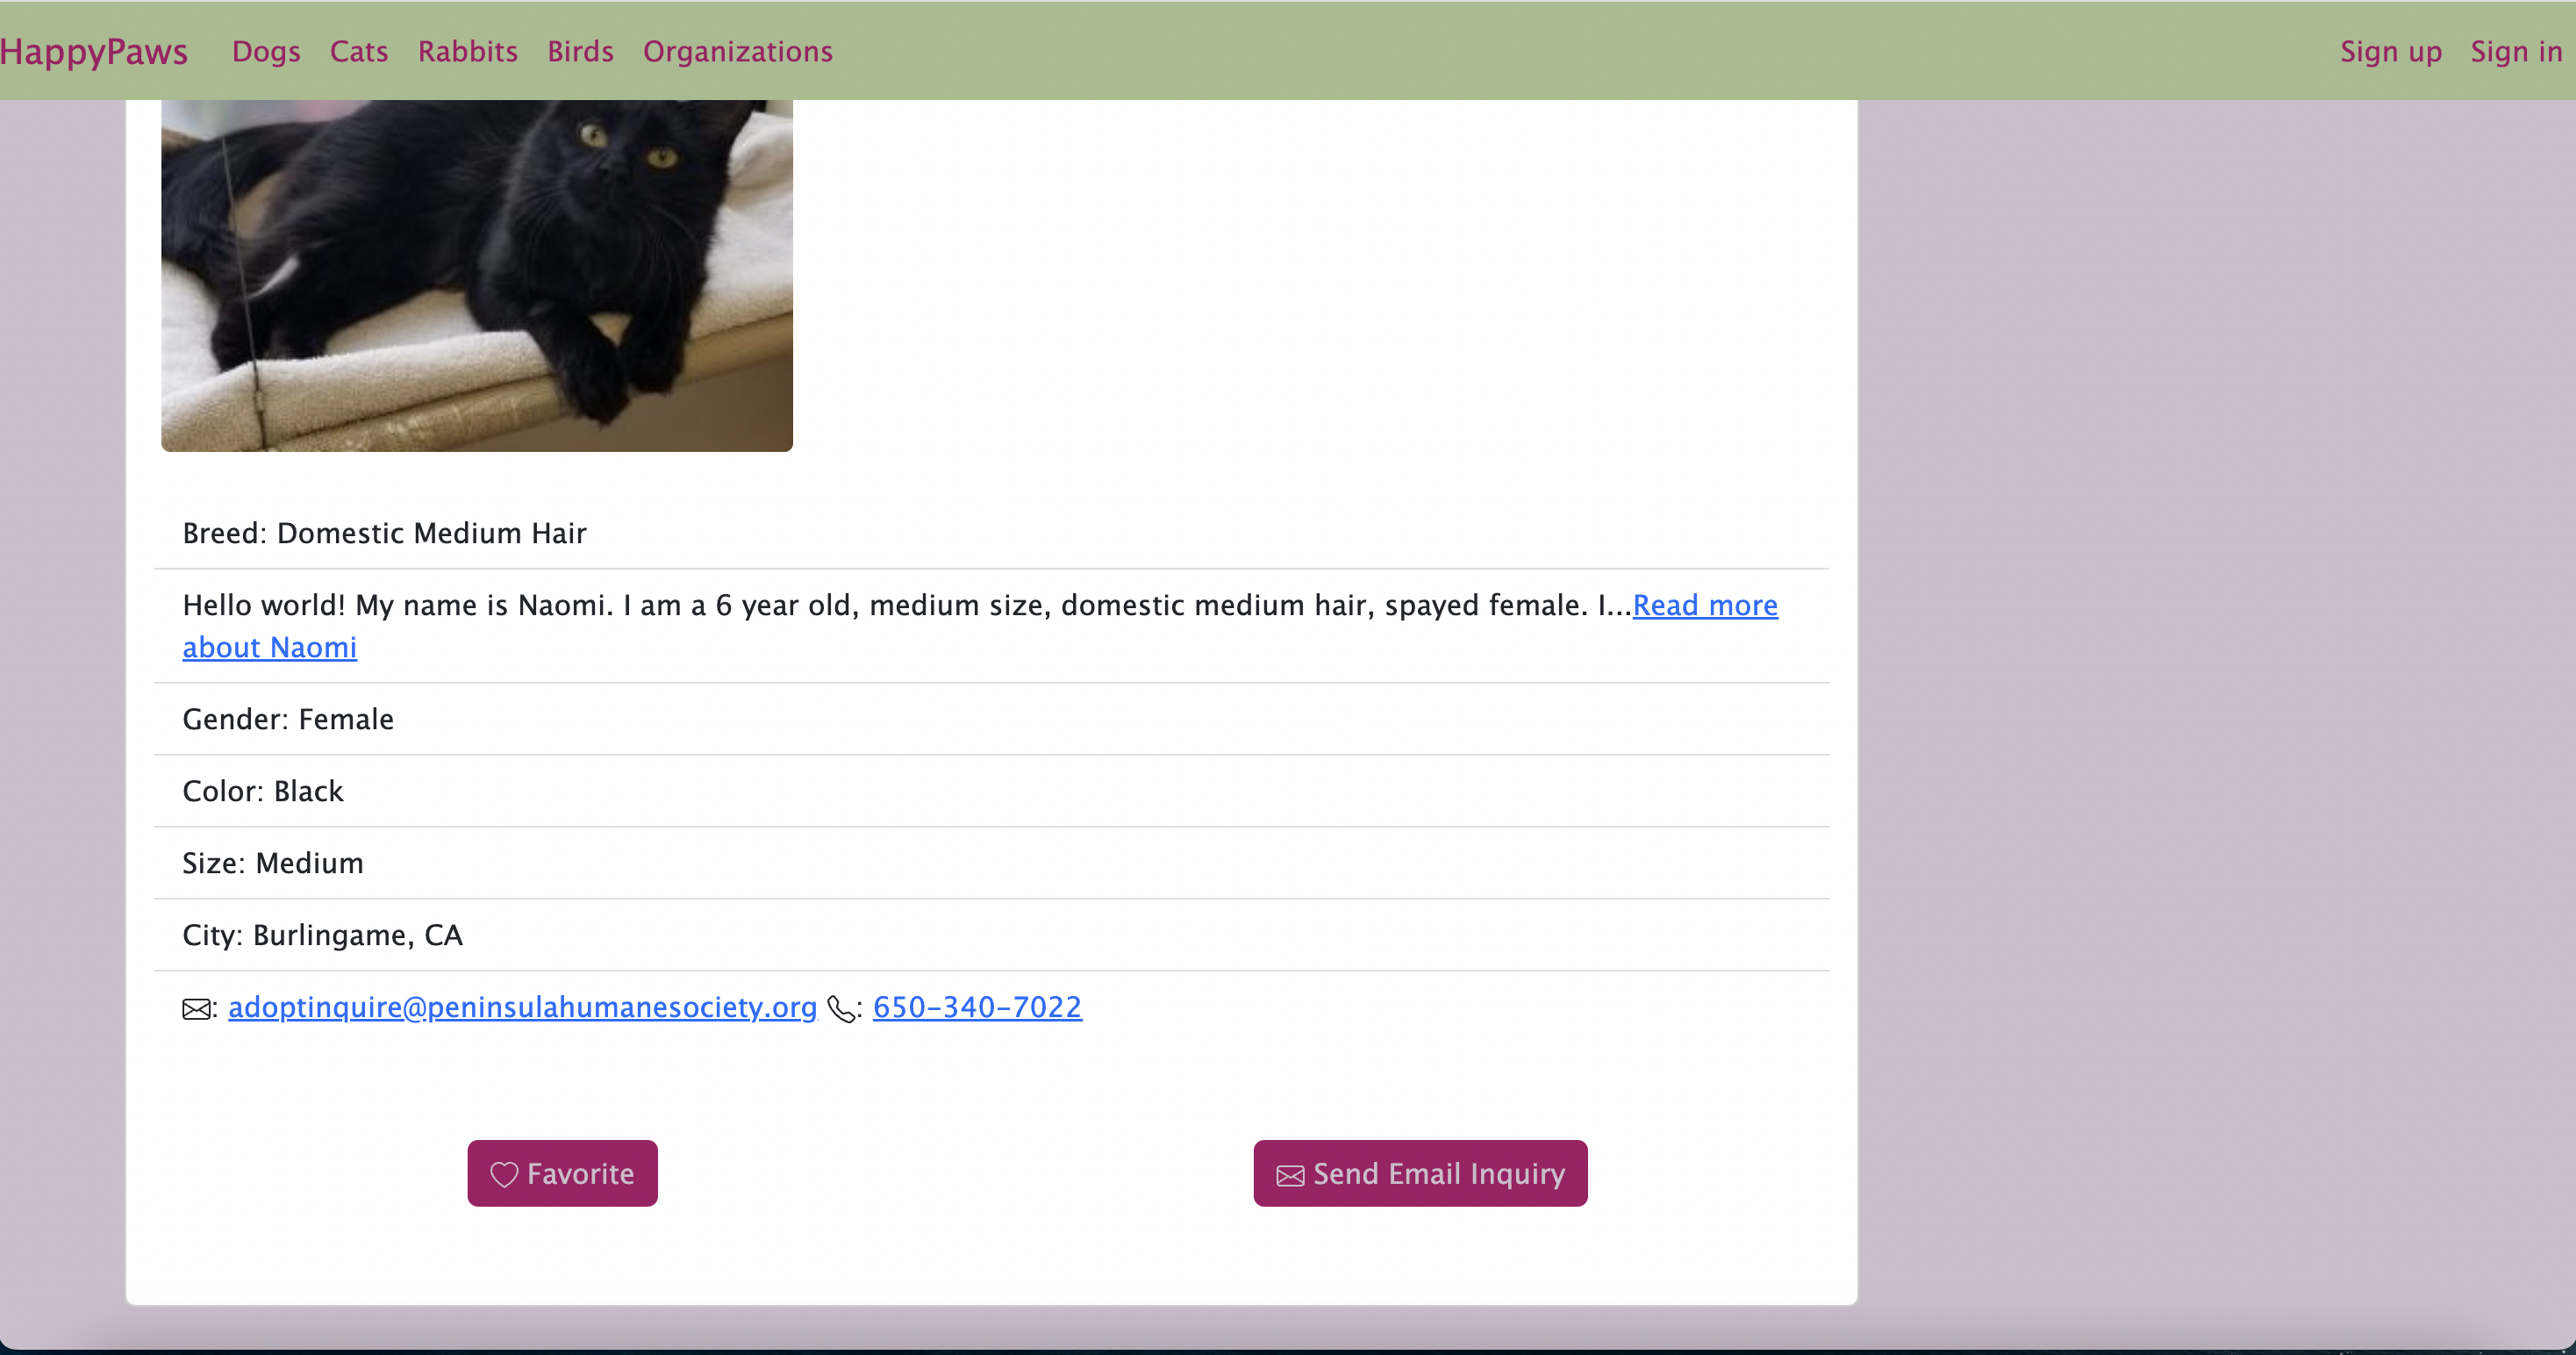 HappyPaws Dogs Cats Rabbits Birds Organizations Sign up Sign in
Breed: Domestic Medium Hair
Hello world! My name is Naomi. I am a 6 year old, medium size, domestic medium hair, spayed female. I...Read more
about Naomi
Gender: Female
Color: Black
Size: Medium
City: Burlingame, CA
: adoptinquire@peninsulahumanesociety.org : 650-340-7022
Favorite Send Email Inquiry